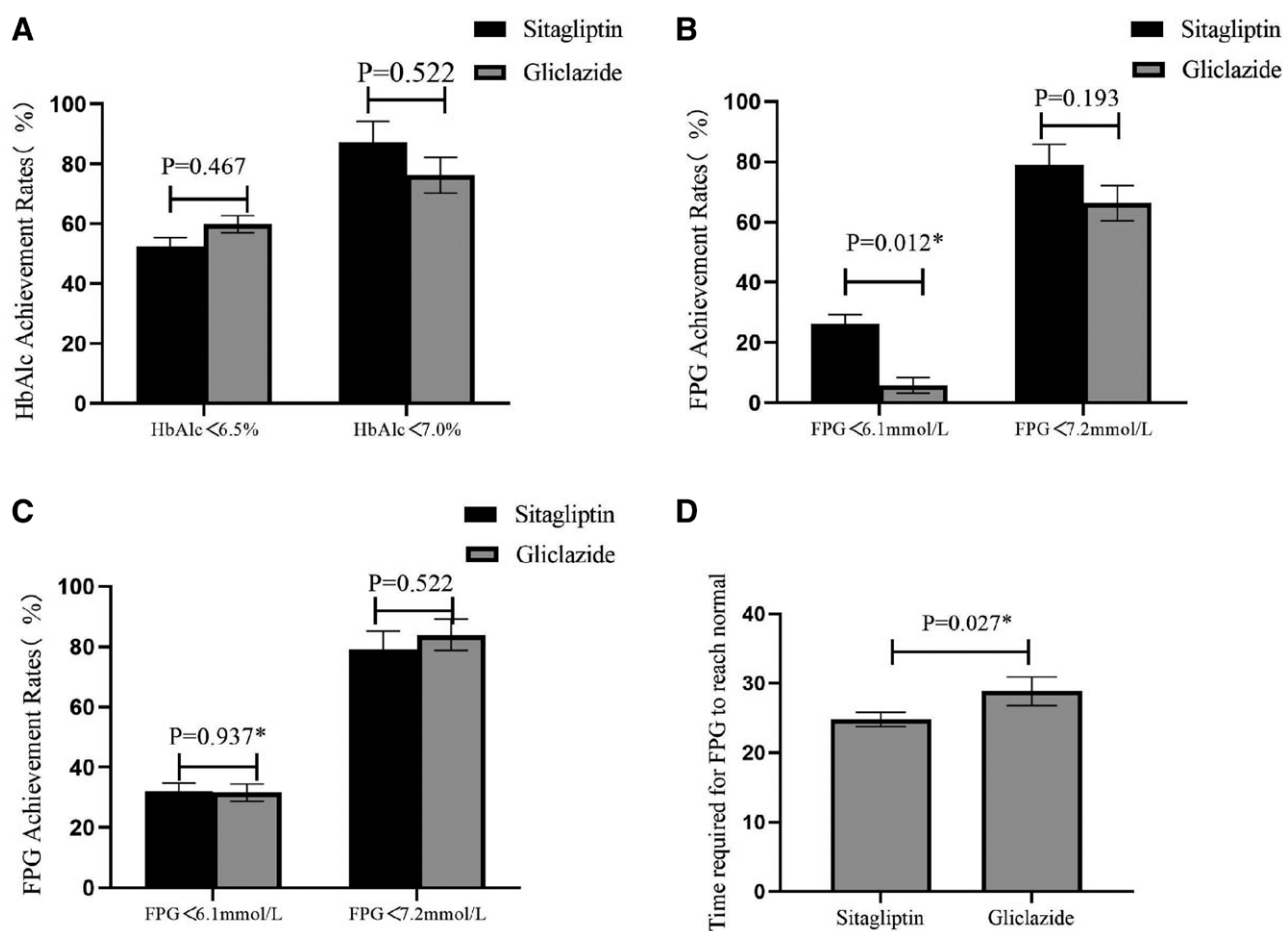 A
Sitagliptin
Gliclazide
P=0.522
P=0.467
HbAlc Achievement Rates( %)
100
80
60
40
20
0
HbAlc<6.5%
HbAlc<7.0%
B
Sitagliptin
Gliclazide
P=0.193
P=0.012*
FPG Achievement Rates( %)
100
80
60
40
20
0
FPG<6.1mmol/L
FPG<7.2mmol/L
C
Sitagliptin
Gliclazide
P=0.522
P=0.937*
FPG Achievement Rates( %)
100
80
60
40
20
0
FPG<6.1mmol/L
FPG<7.2mmol/L
D
P=0.027*
Time required for FPG to reach normal
40
30
20
10
0
Sitagliptin
Gliclazide